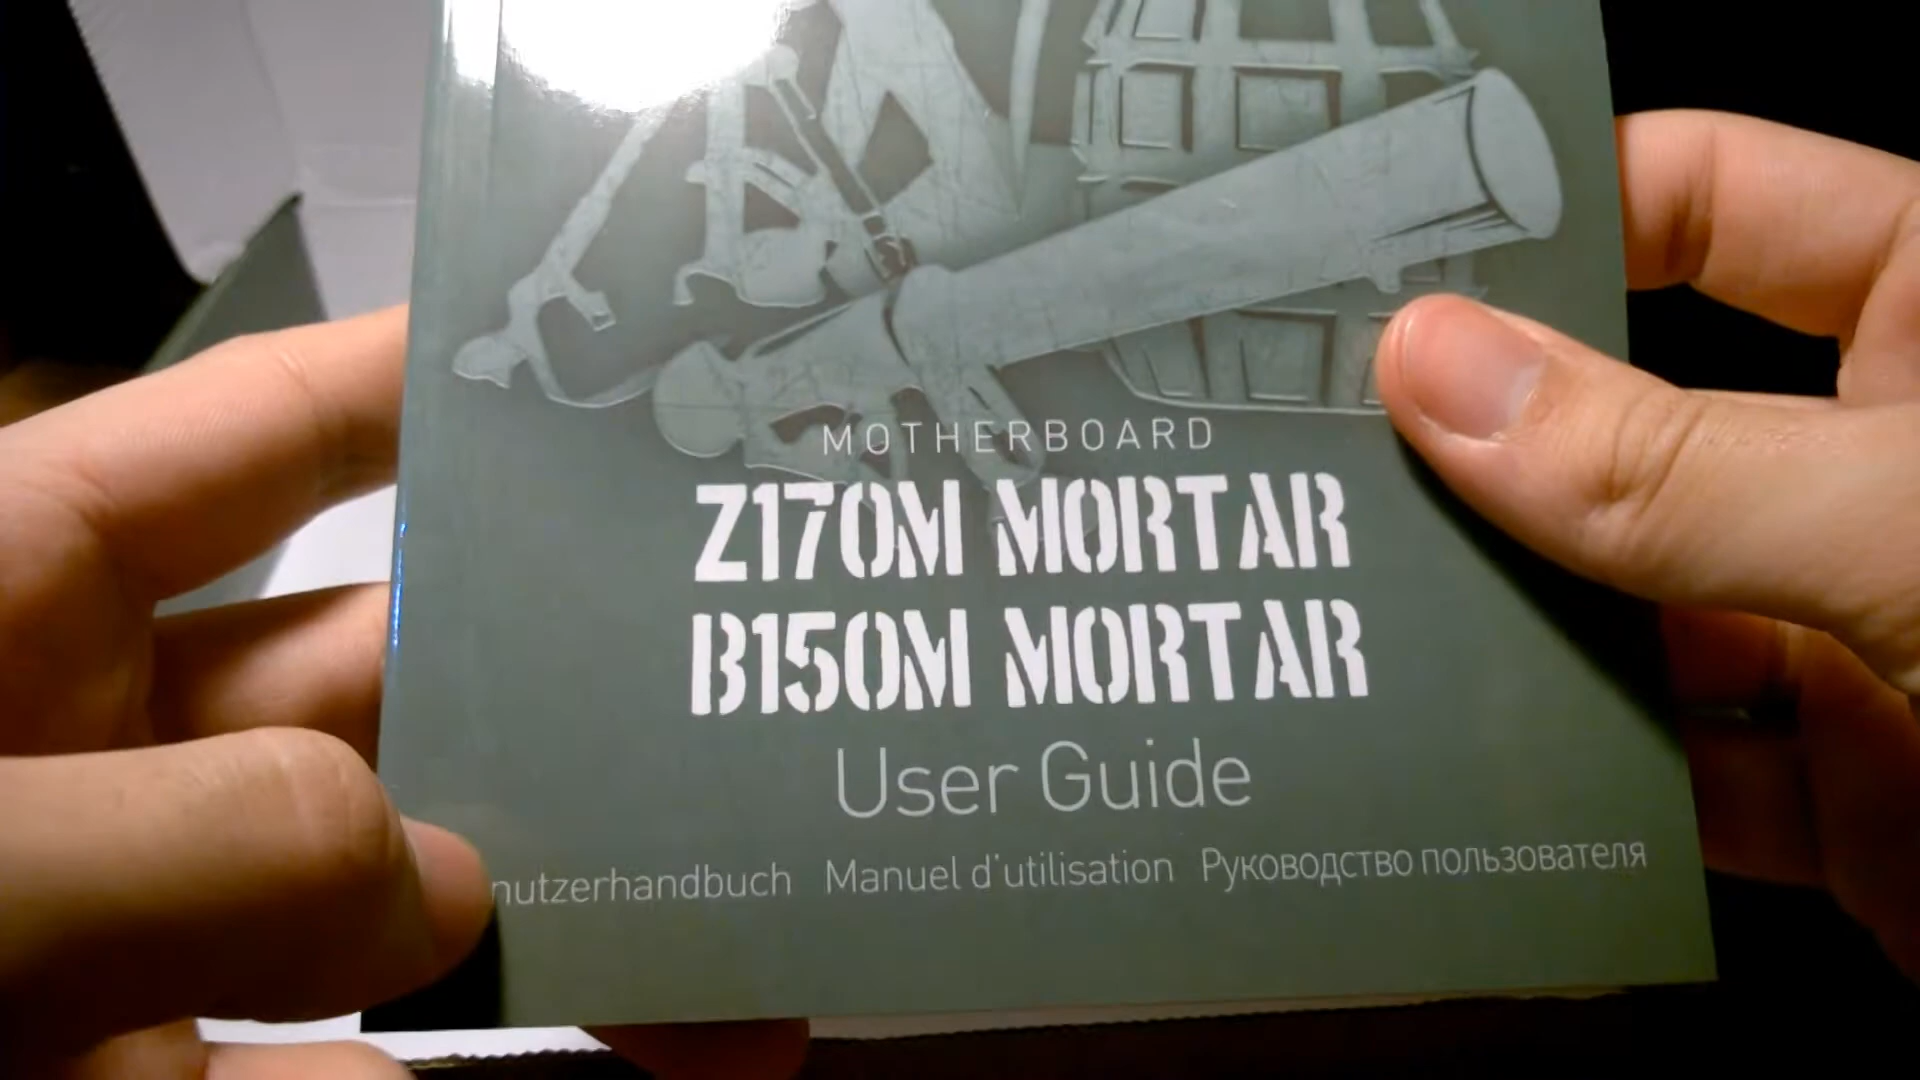 MOTHERBOARD
Z170M MORTAR
B150M MORTAR
User Guide
nutzerhandbuch Manuel d'utilisation Руководство пользователя